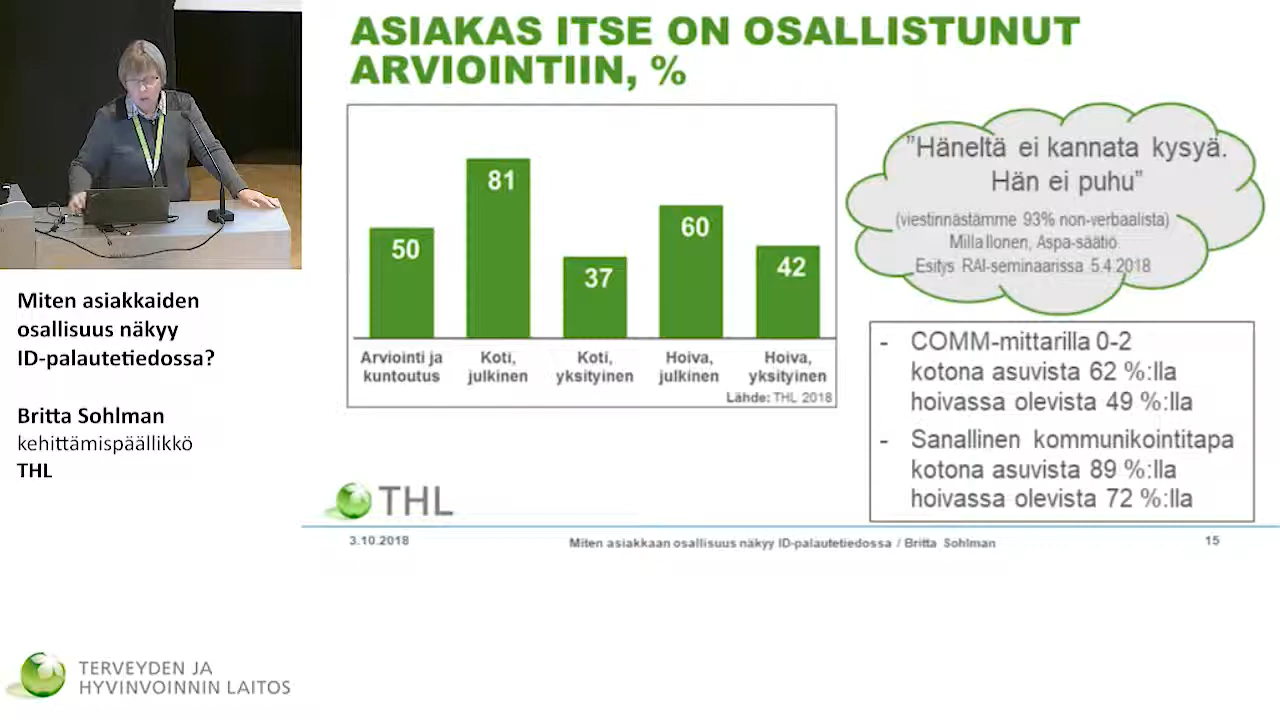 ASIAKAS ITSE ON OSALLISTUNUT
ARVIOINTIIN, %
50
81
37
60
42
Arviointi ja
kuntoutus
Koti,
julkinen
Koti,
yksityinen
Hoiva,
julkinen
Hoiva,
yksityinen
Lähde: THL 2018
"Häneltä ei kannata kysyä.
Hän ei puhu"
(viestinnästämme 93% non-verbaalista)
Milla Ilonen, Aspa-säätiö
Esitys RAI-seminaarissa 5.4.2018
- COMM-mittarilla 0-2
kotona asuvista 62 %:lla
hoivassa olevista 49 %:lla
- Sanallinen kommunikointitapa
kotona asuvista 89 %:lla
hoivassa olevista 72 %:lla
THL
3.10.2018
Miten asiakkaan osallisuus näkyy ID-palautetiedossa / Britta Sohlman
15
Miten asiakkaiden
osallisuus näkyy
ID-palautetiedossa?
Britta Sohlman
kehittämispäällikkö
THL
TERVEYDEN JA
HYVINVOINNIN LAITOS